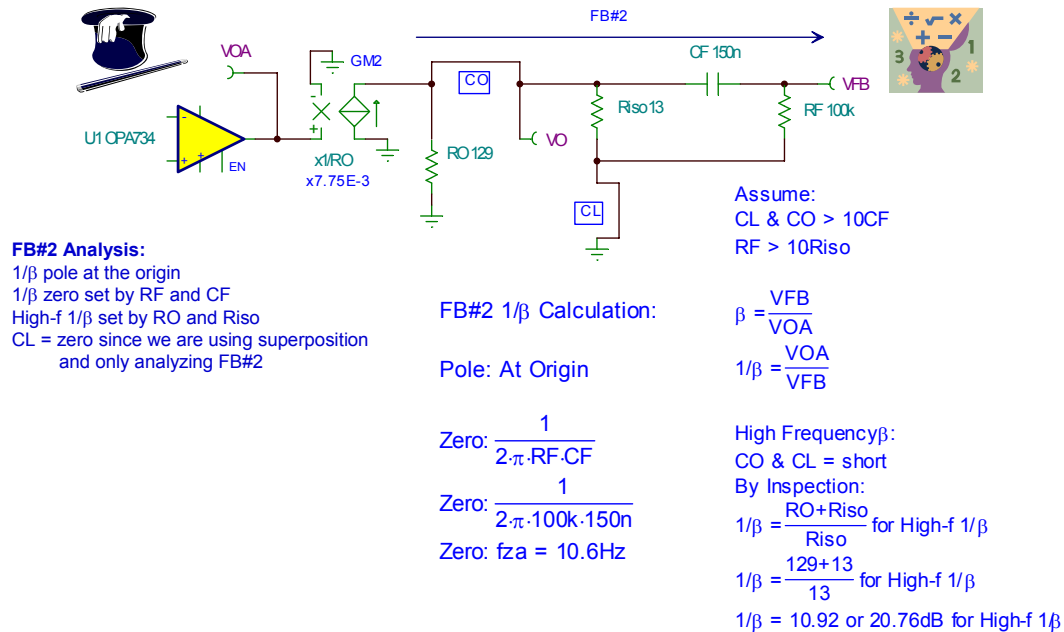 FB#2
VOA
GM2
CO
CF 150n
VFB
3
1
2
U1 OPA734
EN
x1/RO
x7.75E-3
RO 129
VO
Riso 13
RF 100k
CL
Assume:
CL & CO > 10CF
RF > 10Riso
FB#2 Analysis:
1/β pole at the origin
1/β zero set by RF and CF
High-f 1/β set by RO and Riso
CL = zero since we are using superposition
and only analyzing FB#2
FB#2 1/β Calculation:
Pole: At Origin
Zero: 1 / 2·π·RF·CF
Zero: 1 / 2·π·100k·150n
Zero: fza = 10.6Hz
β = VFB / VOA
1/β = VOA / VFB
High Frequencyβ:
CO & CL = short
By Inspection:
1/β = RO+Riso / Riso for High-f 1/β
1/β = 129+13 / 13 for High-f 1/β
1/β = 10.92 or 20.76dB for High-f 1/β